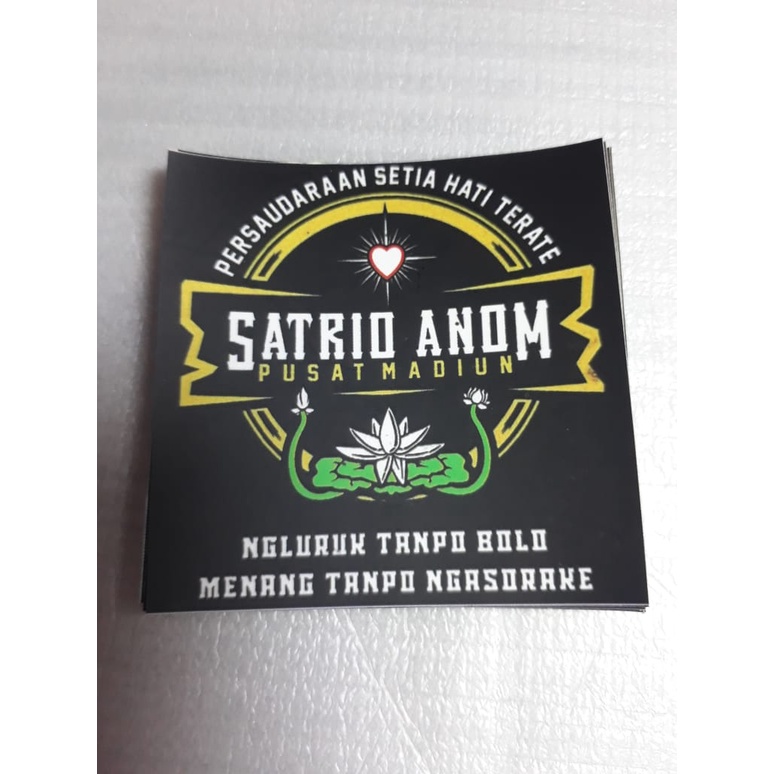 PERSAUDARAAN SETIA HATI TERATE
SATRIO ANOM
PUSAT MADIUN
NGLURUK TANPO BOLO
MENANG TANPO NGASORAKE